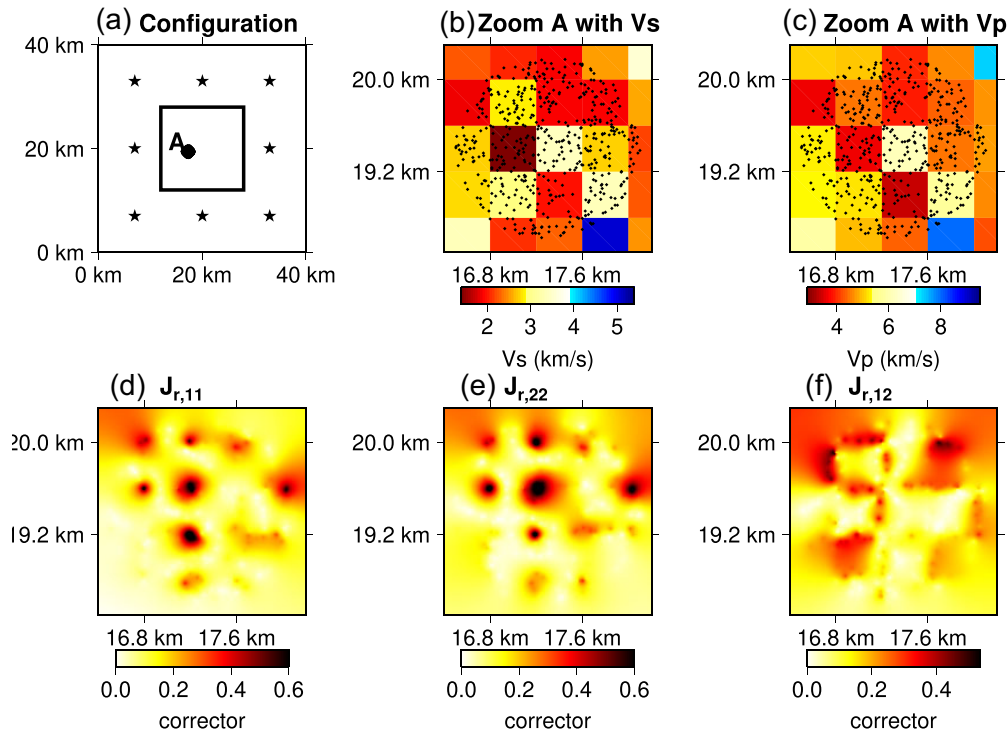 (a) Configuration
(b) Zoom A with Vs
(c) Zoom A with Vp
40 km
20 km
0 km
A
0 km 20 km 40 km
20.0 km
19.2 km
16.8 km 17.6 km
2 3 4 5
Vs (km/s)
20.0 km
19.2 km
16.8 km 17.6 km
4 6 8
Vp (km/s)
(d) Jr,11
(e) Jr,22
(f) Jr,12
20.0 km
19.2 km
16.8 km 17.6 km
0.0 0.2 0.4 0.6
corrector
20.0 km
19.2 km
16.8 km 17.6 km
0.0 0.2 0.4 0.6
corrector
20.0 km
19.2 km
16.8 km 17.6 km
0.0 0.2 0.4
corrector